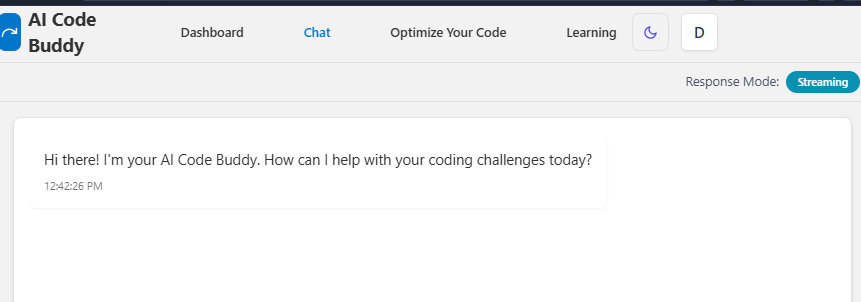 AI Code
Buddy
Dashboard
Chat
Optimize Your Code
Learning
D
Response Mode: Streaming
Hi there! I'm your AI Code Buddy. How can I help with your coding challenges today?
12:42:26 PM